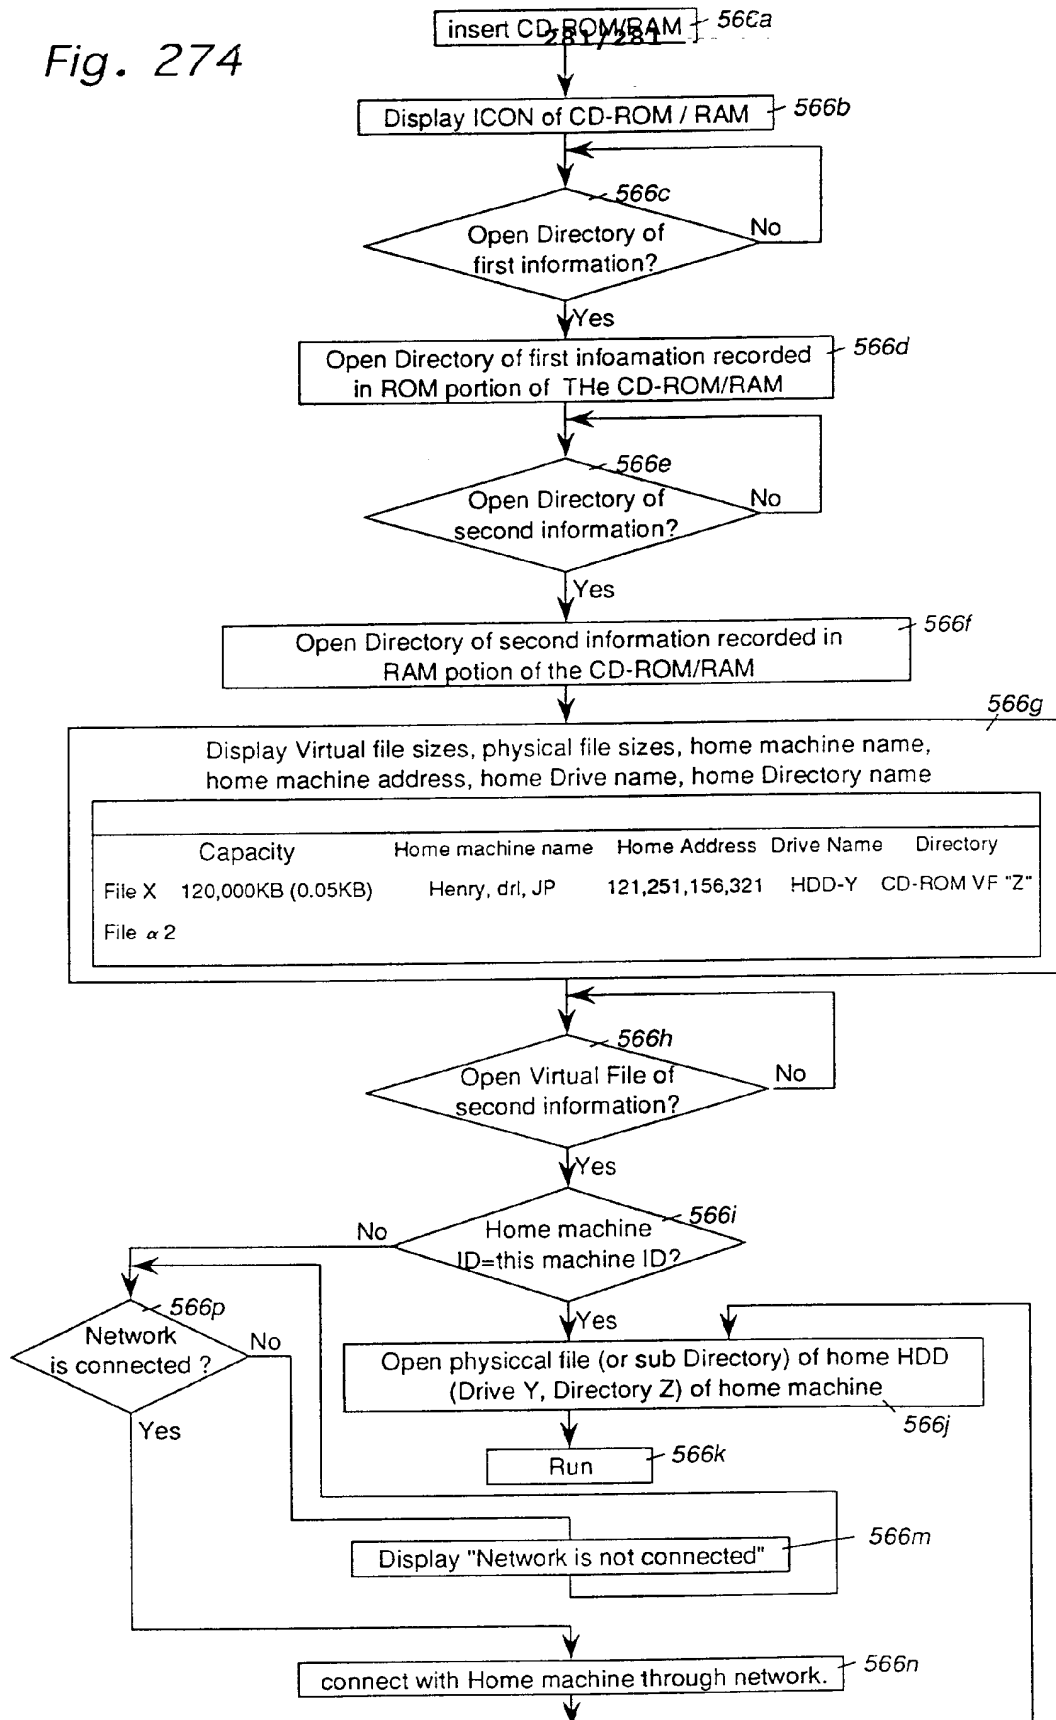 Fig. 274
281/281
insert CD-ROM/RAM
566a
Display ICON of CD-ROM / RAM
566b
566c
Open Directory of
first information?
No
Yes
Open Directory of first infoamation recorded
in ROM portion of THe CD-ROM/RAM
566d
566e
Open Directory of
second information?
No
Yes
Open Directory of second information recorded in
RAM potion of the CD-ROM/RAM
566f
566g
Display Virtual file sizes, physical file sizes, home machine name,
home machine address, home Drive name, home Directory name
Capacity Home machine name Home Address Drive Name Directory
File X 120,000KB (0.05KB) Henry, drl, JP 121,251,156,321 HDD-Y CD-ROM VF "Z"
File α 2
566h
Open Virtual File of
second information?
No
Yes
566i
Home machine
ID=this machine ID?
No
Yes
566p
Network
is connected ?
No
Yes
Open physiccal file (or sub Directory) of home HDD
(Drive Y, Directory Z) of home machine
566j
Run
566k
Display "Network is not connected"
566m
connect with Home machine through network.
566n